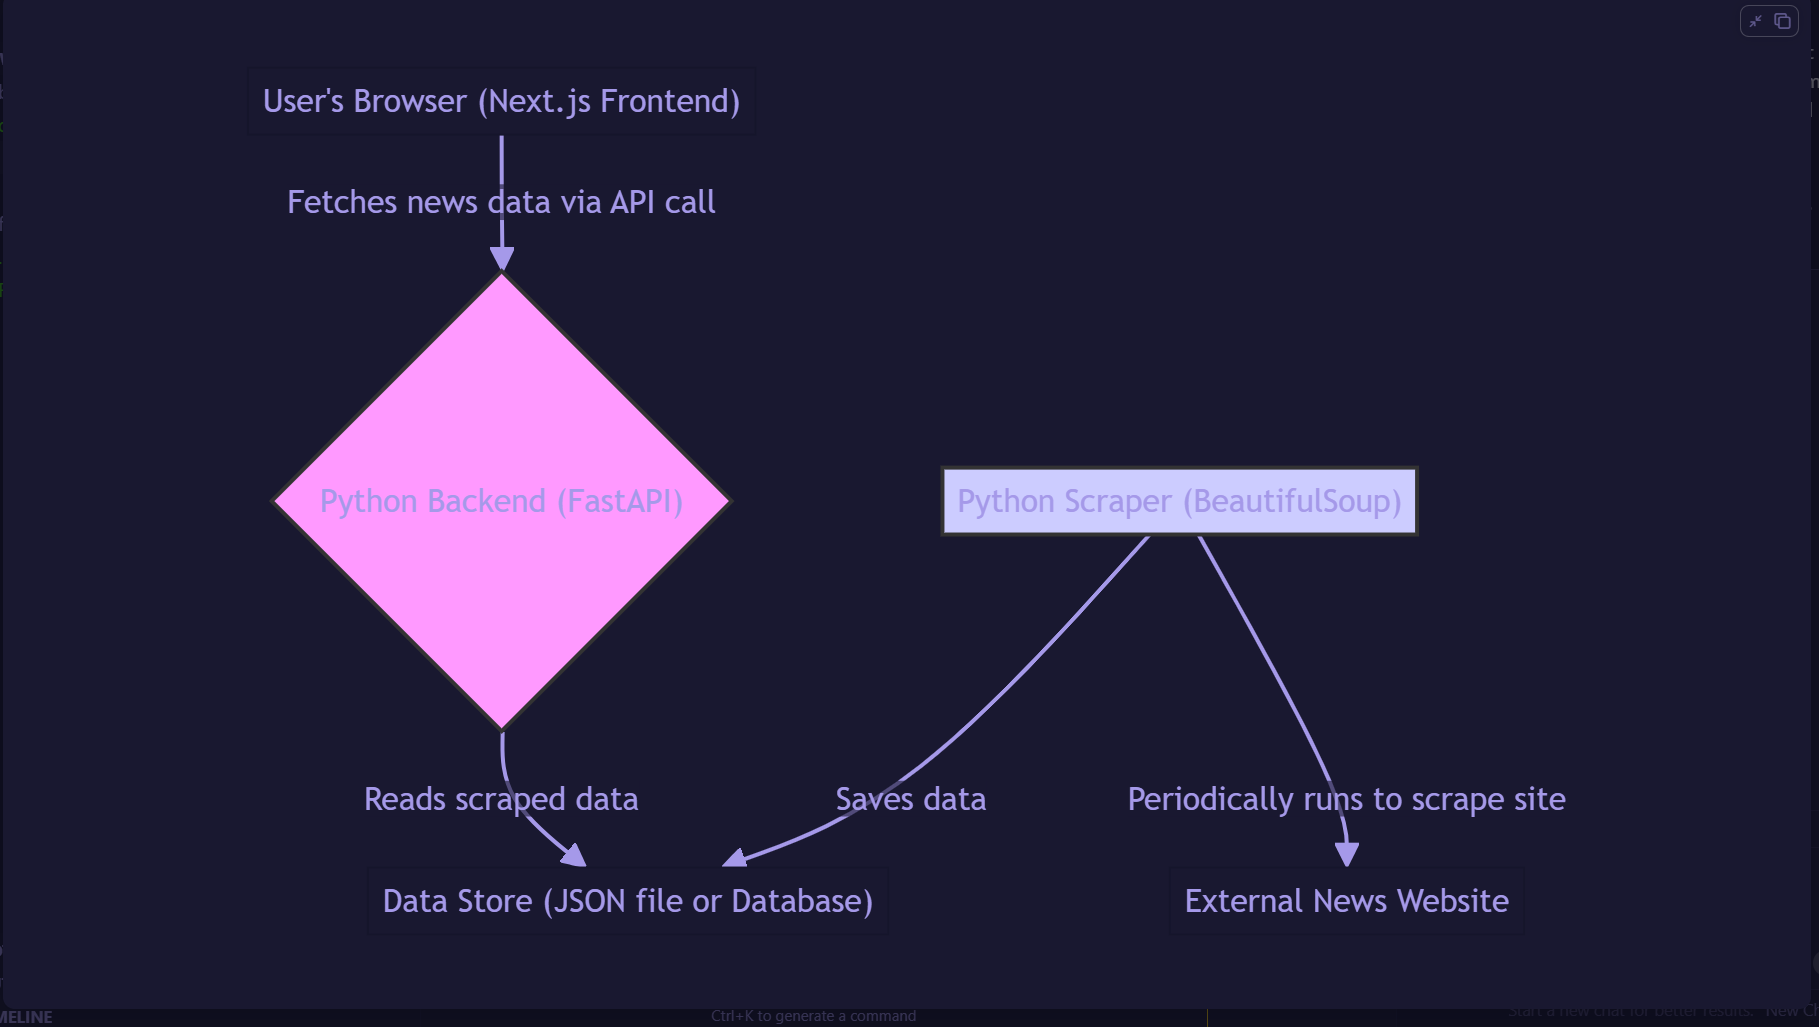 User's Browser (Next.js Frontend)
Fetches news data via API call
Python Backend (FastAPI)
Python Scraper (BeautifulSoup)
Reads scraped data
Saves data
Periodically runs to scrape site
Data Store (JSON file or Database)
External News Website
MELINE
Ctrl+K to generate a command
Start a new chat for better results.
New Ch